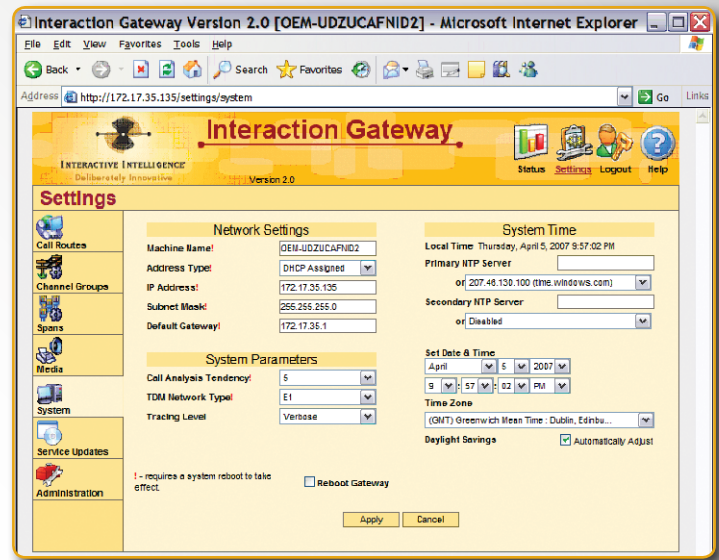 Interaction Gateway Version 2.0 [OEM-UDZUCAFNID2] - Microsoft Internet Explorer
File Edit View Favorites Tools Help
Back Search Favorites
Address http://172.17.35.135/settings/system Go Links
Interaction Gateway
INTERACTIVE INTELLIGENCE
Deliberately Innovative
Version 2.0
Status Settings Logout Help
Settings
Call Routes
Channel Groups
Spans
Media
System
Service Updates
Administration
Network Settings
Machine Name! OEM-UDZUCAFNID2
Address Type! DHCP Assigned
IP Address! 172.17.35.135
Subnet Mask! 255.255.255.0
Default Gateway! 172.17.35.1
System Parameters
Call Analysis Tendency! 5
TDM Network Type! E1
Tracing Level Verbose
! - requires a system reboot to take
effect.
Reboot Gateway
System Time
Local Time Thursday, April 5, 2007 9:57:02 PM
Primary NTP Server
or 207.46.130.100 (time.windows.com)
Secondary NTP Server
or Disabled
Set Date & Time
April 5 2007
9 : 57 : 02 PM
Time Zone
(GMT) Greenwich Mean Time : Dublin, Edinbu...
Daylight Savings Automatically Adjust
Apply Cancel